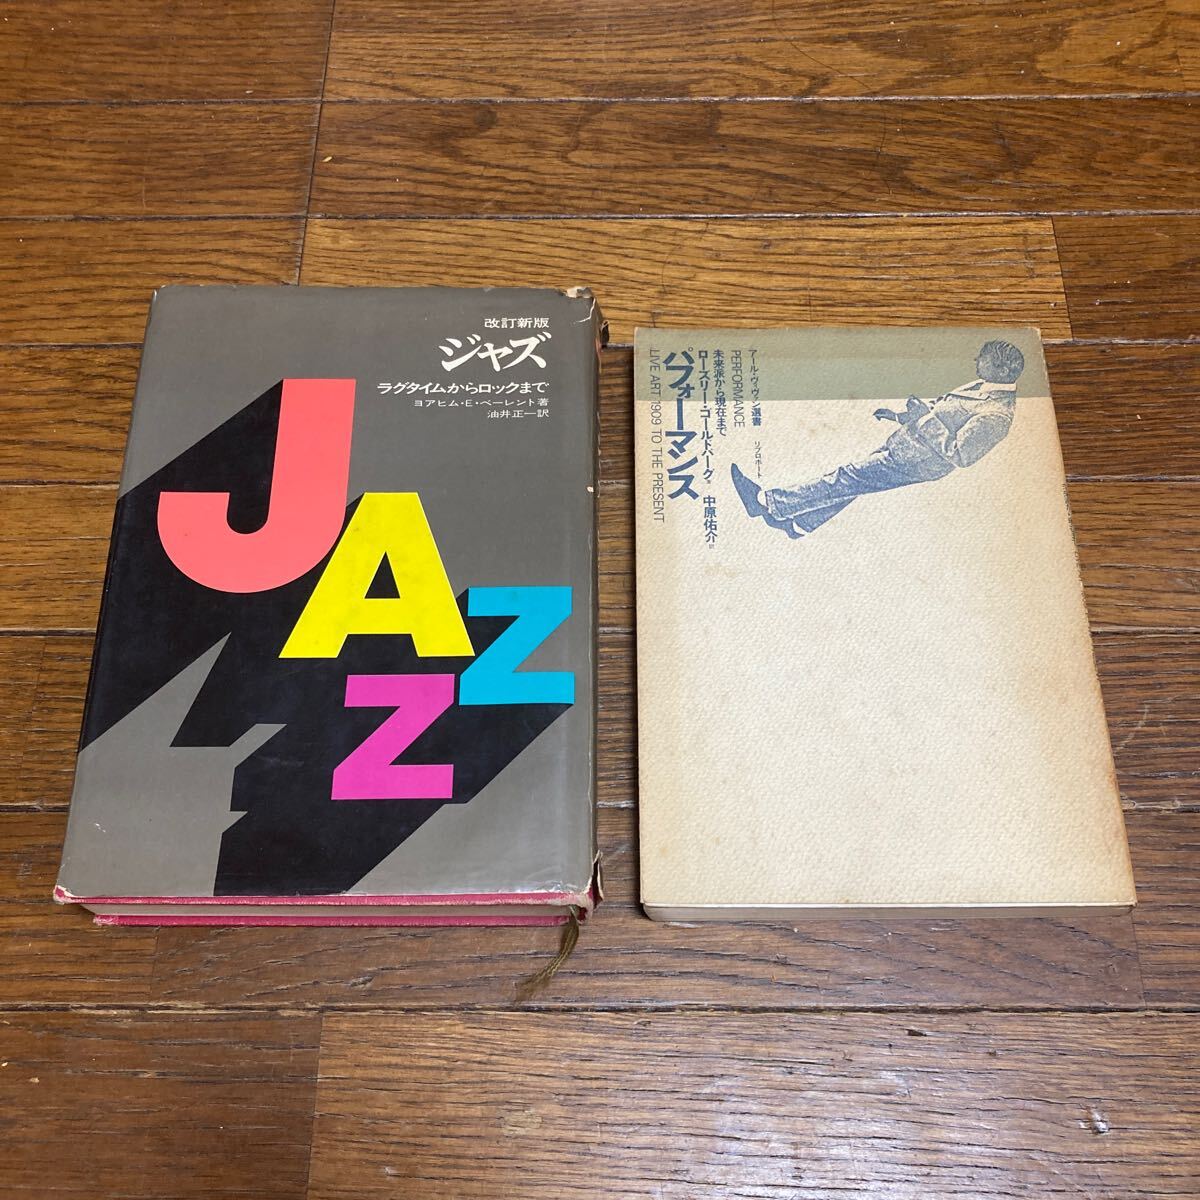 改訂新版
ジャズ
ラグタイムからロックまで
ヨアヒム・E・ベーレント著
油井正一訳
JAZZ
アール・ヴィヴァン選書
リブロポート
PERFORMANCE
未来派から現在まで
ローズリー・ゴールドバーグ 著
中原佑介 訳
パフォーマンス
LIVE ART 1909 TO THE PRESENT